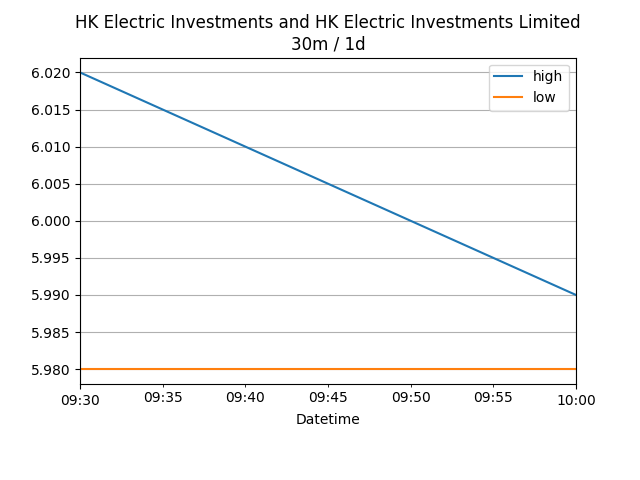 HK Electric Investments and HK Electric Investments Limited
30m / 1d
high
low
6.020
6.015
6.010
6.005
6.000
5.995
5.990
5.985
5.980
09:30 09:35 09:40 09:45 09:50 09:55 10:00
Datetime